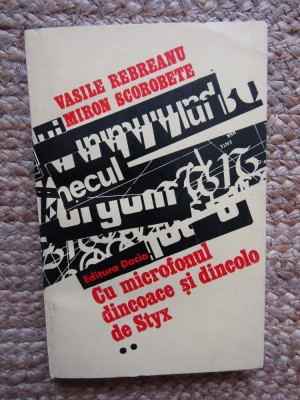 VASILE REBREANU
MIRON SCOROBETE
necul
Editura Dacia
Cu microfonul
dincoace și dincolo
de Styx